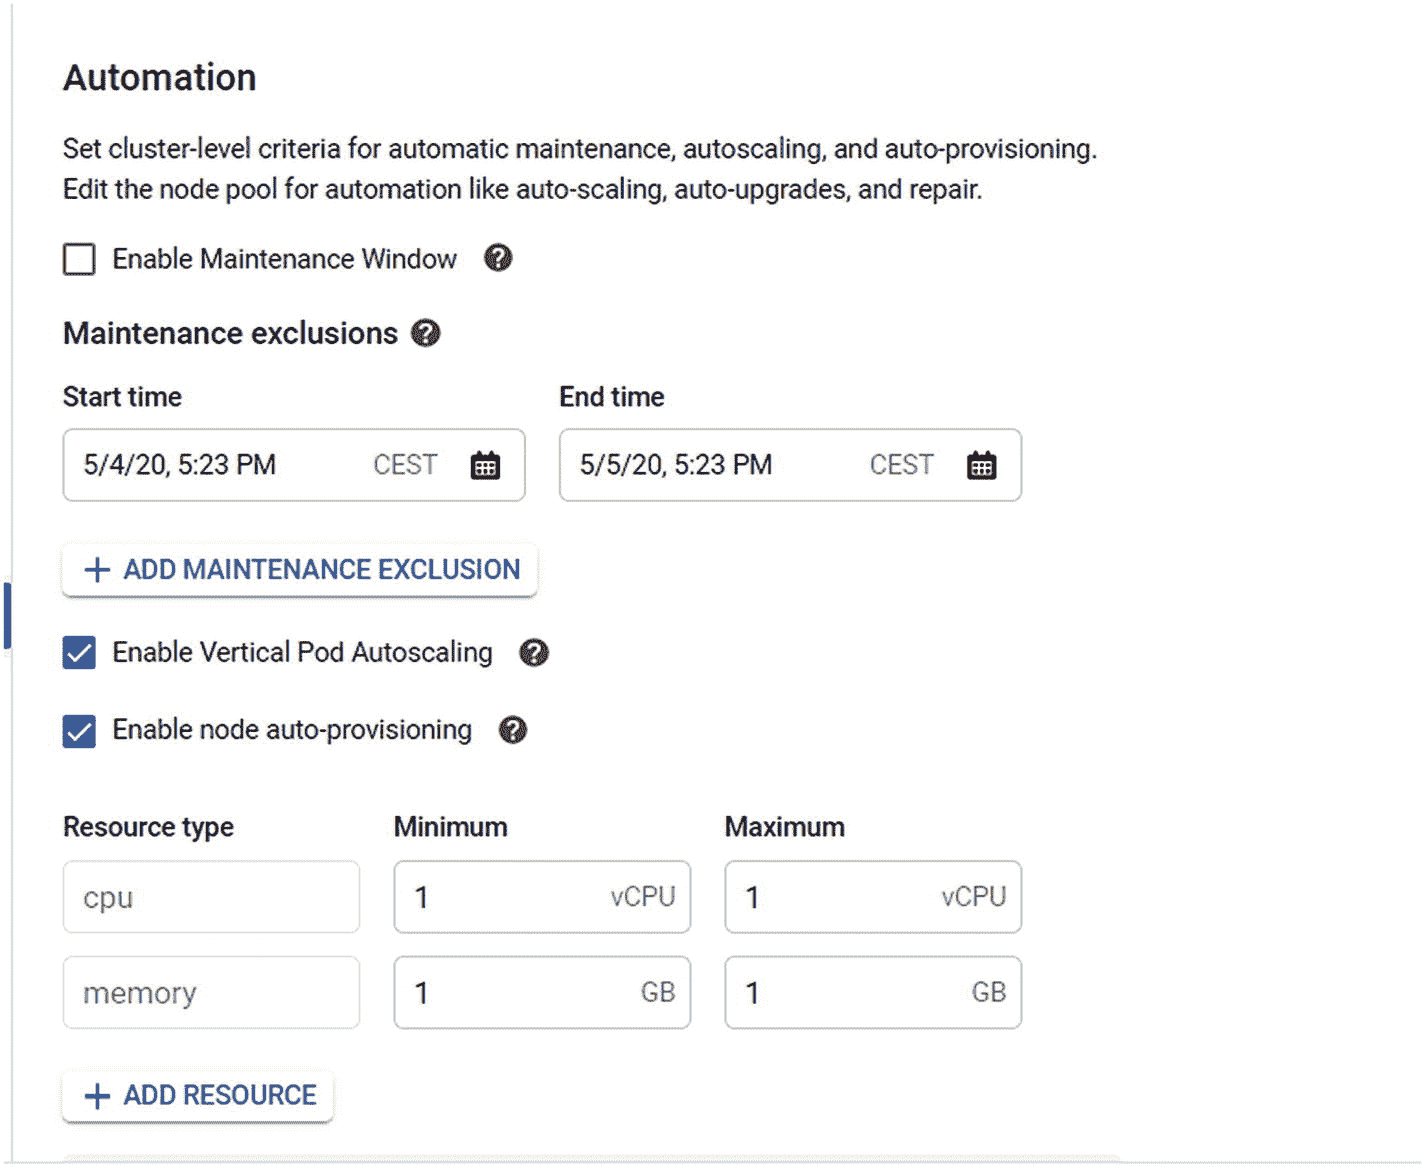 Automation
Set cluster-level criteria for automatic maintenance, autoscaling, and auto-provisioning.
Edit the node pool for automation like auto-scaling, auto-upgrades, and repair.
Enable Maintenance Window ?
Maintenance exclusions ?
Start time End time
5/4/20, 5:23 PM CEST 5/5/20, 5:23 PM CEST
+ ADD MAINTENANCE EXCLUSION
Enable Vertical Pod Autoscaling ?
Enable node auto-provisioning ?
Resource type Minimum Maximum
cpu 1 vCPU 1 vCPU
memory 1 GB 1 GB
+ ADD RESOURCE